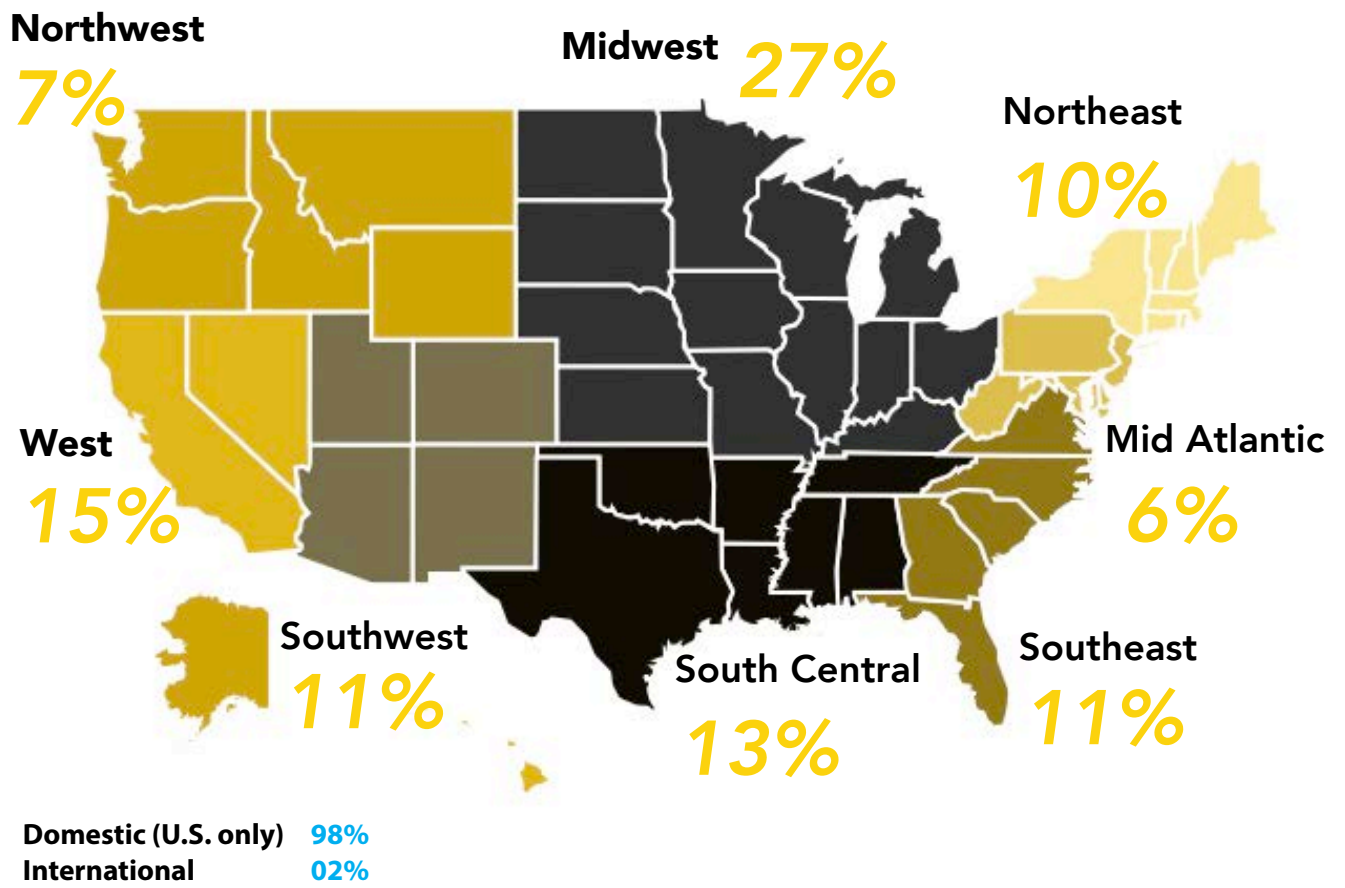 Northwest
7%
Midwest 27%
Northeast
10%
West
15%
Mid Atlantic
6%
Southwest
11%
South Central
13%
Southeast
11%
Domestic (U.S. only) 98%
International 02%